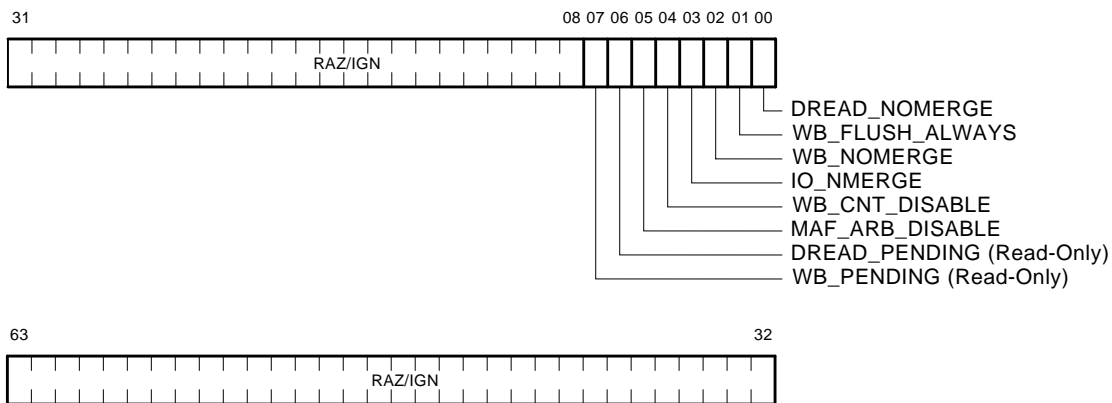 31 08 07 06 05 04 03 02 01 00
RAZ/IGN
DREAD_NOMERGE
WB_FLUSH_ALWAYS
WB_NOMERGE
IO_NMERGE
WB_CNT_DISABLE
MAF_ARB_DISABLE
DREAD_PENDING (Read-Only)
WB_PENDING (Read-Only)
63 32
RAZ/IGN